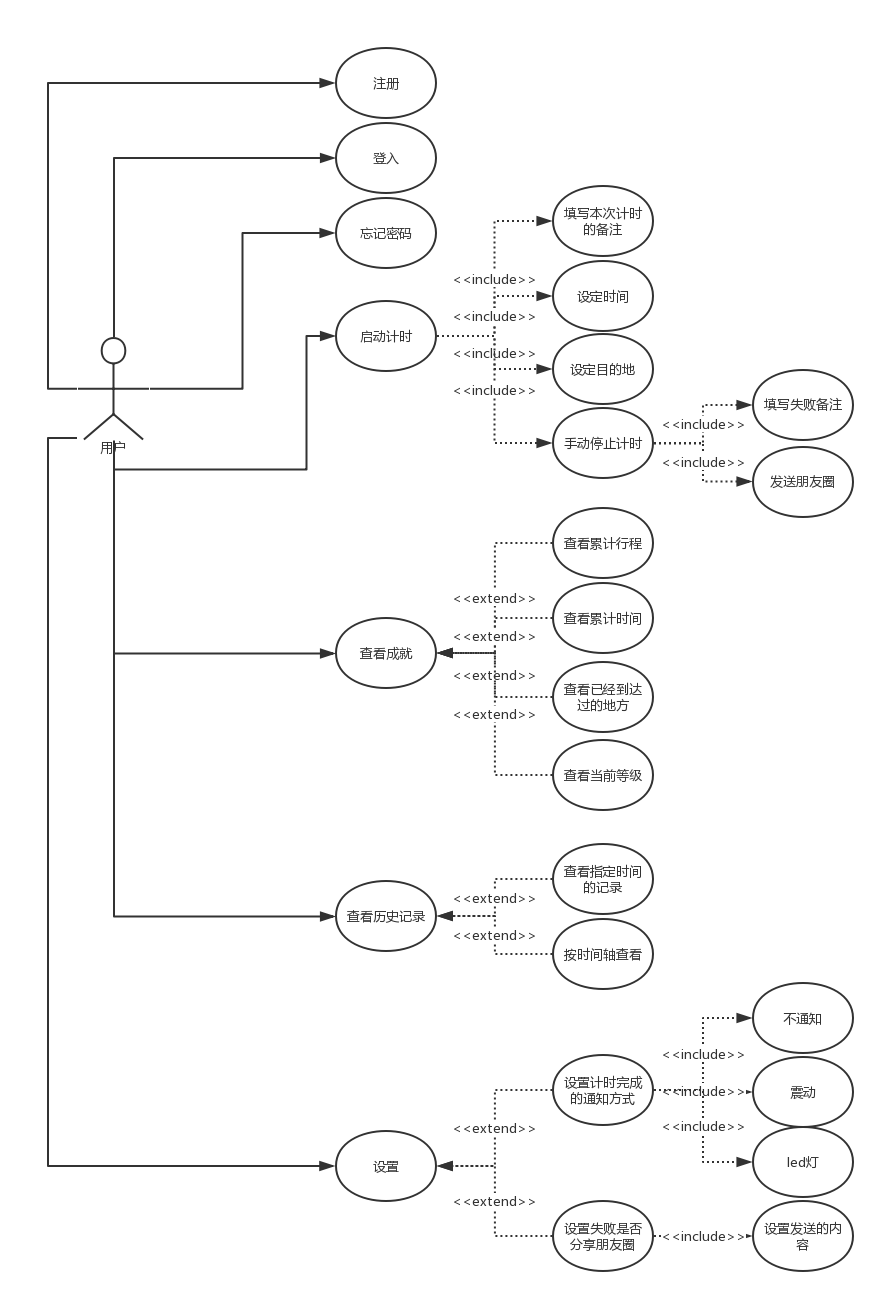 注册
登入
忘记密码
用户
启动计时
<<include>>
<<include>>
<<include>>
<<include>>
填写本次计时
的备注
设定时间
设定目的地
手动停止计时
<<include>>
<<include>>
填写失败备注
发送朋友圈
查看成就
<<extend>>
<<extend>>
<<extend>>
<<extend>>
查看累计行程
查看累计时间
查看已经到达
过的地方
查看当前等级
查看历史记录
<<extend>>
<<extend>>
查看指定时间
的记录
按时间轴查看
设置
<<extend>>
<<extend>>
设置计时完成
的通知方式
<<include>>
<<include>>
<<include>>
不通知
震动
led灯
设置失败是否
分享朋友圈
<<include>>
设置发送的内
容